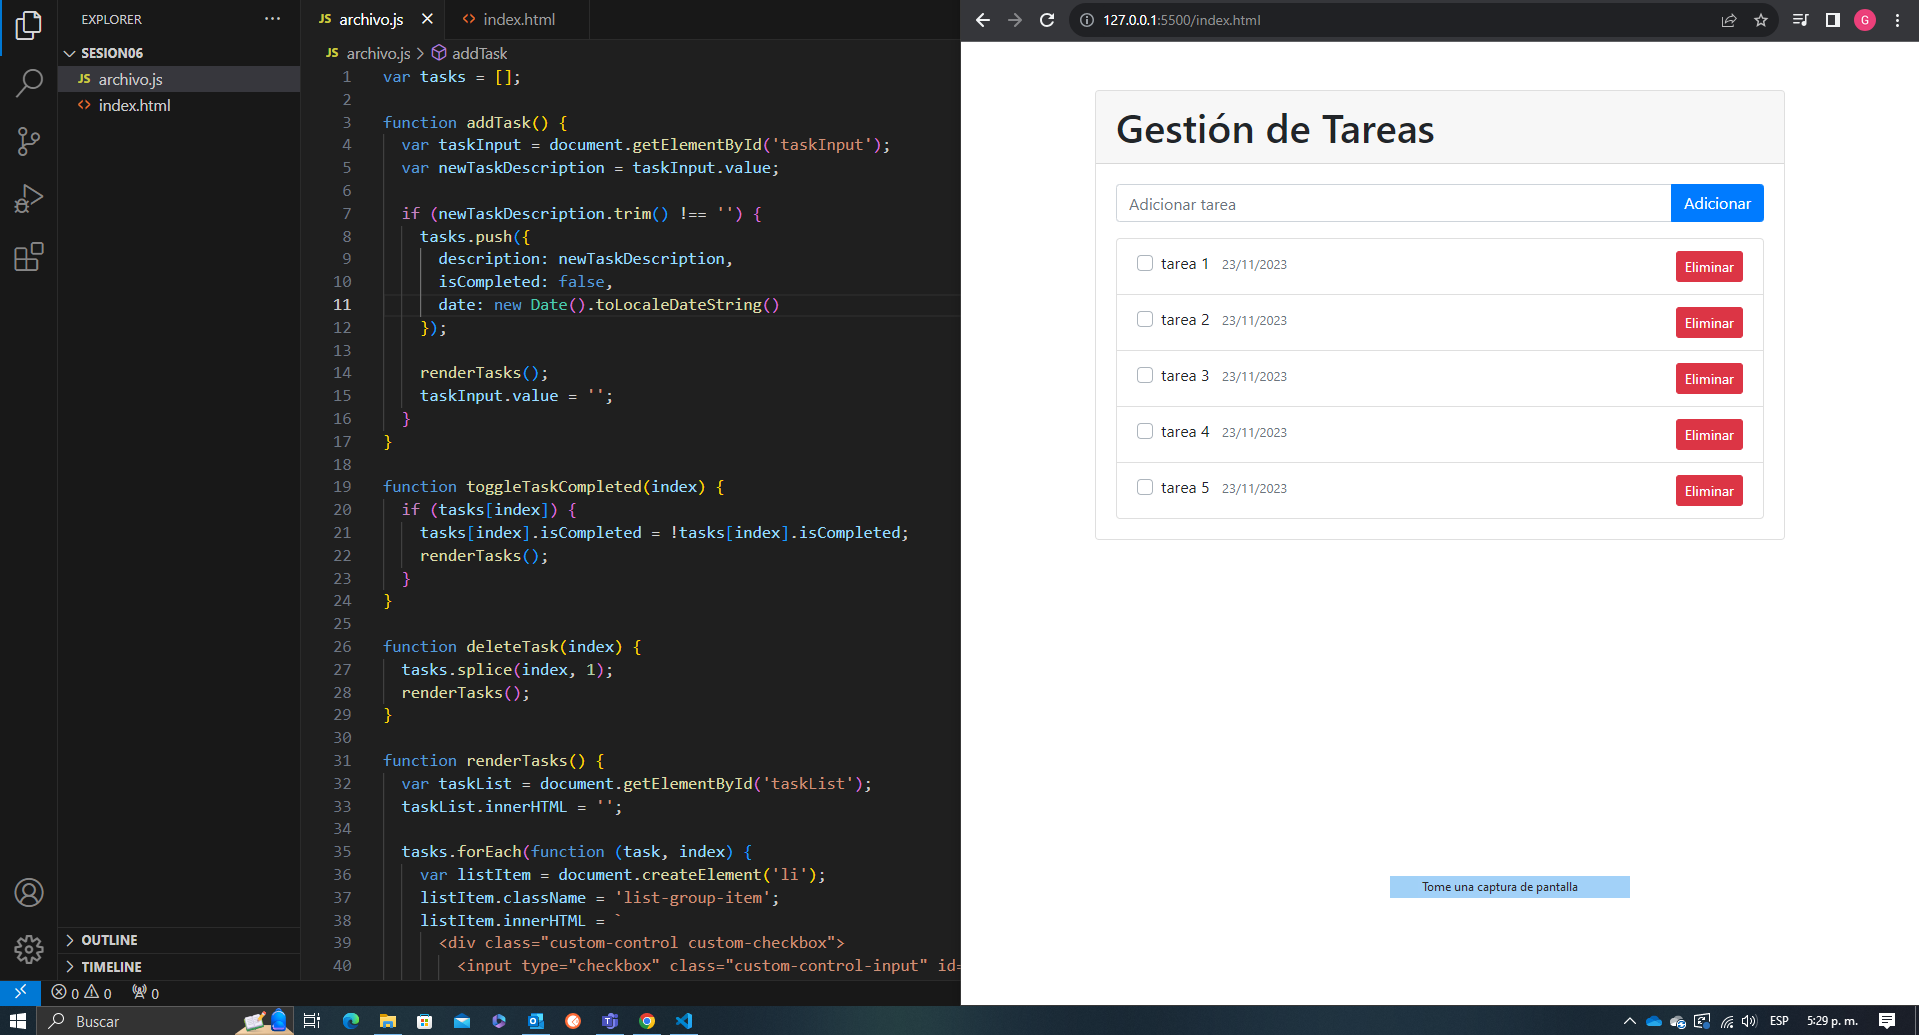 EXPLORER
SESION06
JS archivo.js
<> index.html
OUTLINE
TIMELINE
JS archivo.js
<> index.html
JS archivo.js > addTask
1 var tasks = [];
2
3 function addTask() {
4 var taskInput = document.getElementById('taskInput');
5 var newTaskDescription = taskInput.value;
6
7 if (newTaskDescription.trim() !== '') {
8 tasks.push({
9 description: newTaskDescription,
10 isCompleted: false,
11 date: new Date().toLocaleDateString()
12 });
13
14 renderTasks();
15 taskInput.value = '';
16 }
17 }
18
19 function toggleTaskCompleted(index) {
20 if (tasks[index]) {
21 tasks[index].isCompleted = !tasks[index].isCompleted;
22 renderTasks();
23 }
24 }
25
26 function deleteTask(index) {
27 tasks.splice(index, 1);
28 renderTasks();
29 }
30
31 function renderTasks() {
32 var taskList = document.getElementById('taskList');
33 taskList.innerHTML = '';
34
35 tasks.forEach(function (task, index) {
36 var listItem = document.createElement('li');
37 listItem.className = 'list-group-item';
38 listItem.innerHTML = `
39 <div class="custom-control custom-checkbox">
40 <input type="checkbox" class="custom-control-input" id=
0 0 0
127.0.0.1:5500/index.html
G
Gestión de Tareas
Adicionar tarea
Adicionar
tarea 1 23/11/2023 Eliminar
tarea 2 23/11/2023 Eliminar
tarea 3 23/11/2023 Eliminar
tarea 4 23/11/2023 Eliminar
tarea 5 23/11/2023 Eliminar
Tome una captura de pantalla
Buscar
ESP 5:29 p. m.